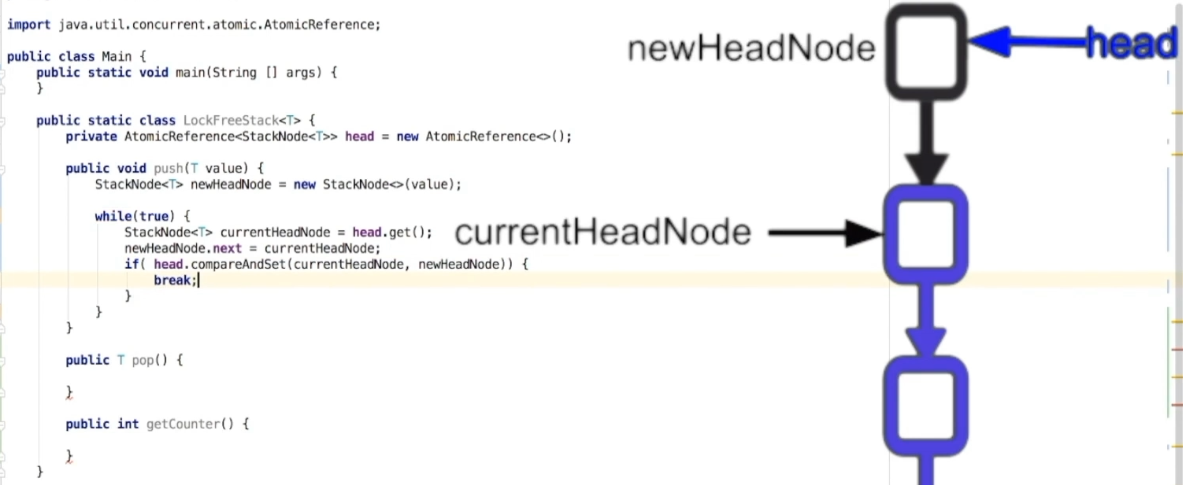 import java.util.concurrent.atomic.AtomicReference;
public class Main {
public static void main(String [] args) {
}
public static class LockFreeStack<T> {
private AtomicReference<StackNode<T>> head = new AtomicReference<>();
public void push(T value) {
StackNode<T> newHeadNode = new StackNode<>(value);
while(true) {
StackNode<T> currentHeadNode = head.get();
newHeadNode.next = currentHeadNode;
if( head.compareAndSet(currentHeadNode, newHeadNode)) {
break;
}
}
}
public T pop() {
}
public int getCounter() {
}
}
newHeadNode
head
currentHeadNode